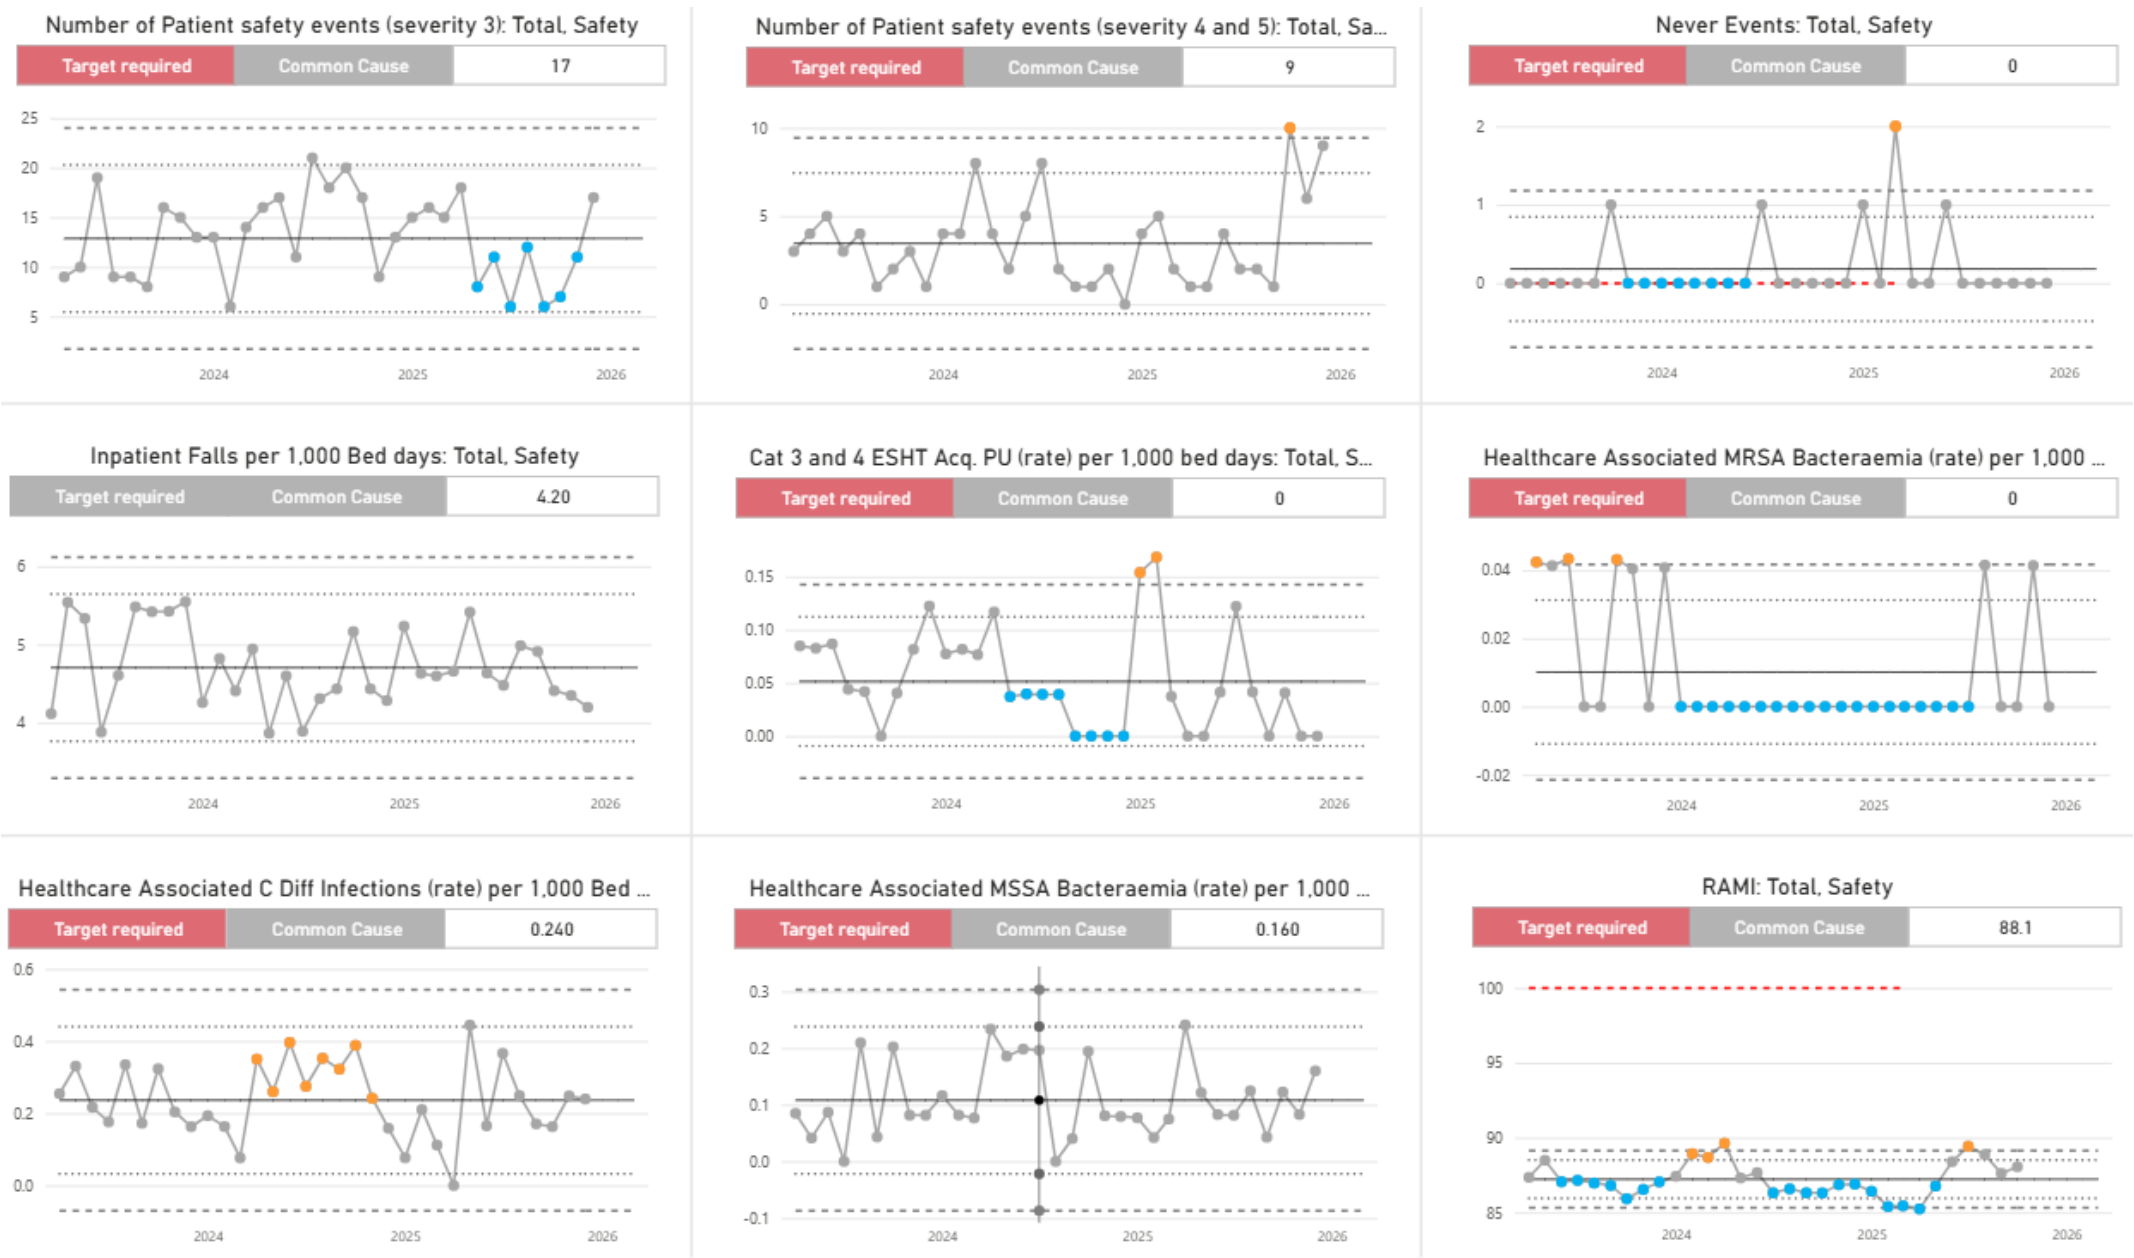 Number of Patient safety events (severity 3): Total, Safety
Target required Common Cause 17
25
20
15
10
5
2024 2025 2026
Number of Patient safety events (severity 4 and 5): Total, Sa...
Target required Common Cause 9
10
5
0
2024 2025 2026
Never Events: Total, Safety
Target required Common Cause 0
2
1
0
2024 2025 2026
Inpatient Falls per 1,000 Bed days: Total, Safety
Target required Common Cause 4.20
6
5
4
2024 2025 2026
Cat 3 and 4 ESHT Acq. PU (rate) per 1,000 bed days: Total, S...
Target required Common Cause 0
0.15
0.10
0.05
0.00
2024 2025 2026
Healthcare Associated MRSA Bacteraemia (rate) per 1,000 ...
Target required Common Cause 0
0.04
0.02
0.00
-0.02
2024 2025 2026
Healthcare Associated C Diff Infections (rate) per 1,000 Bed ...
Target required Common Cause 0.240
0.6
0.4
0.2
0.0
2024 2025 2026
Healthcare Associated MSSA Bacteraemia (rate) per 1,000 ...
Target required Common Cause 0.160
0.3
0.2
0.1
0.0
-0.1
2024 2025 2026
RAMI: Total, Safety
Target required Common Cause 88.1
100
95
90
85
2024 2025 2026